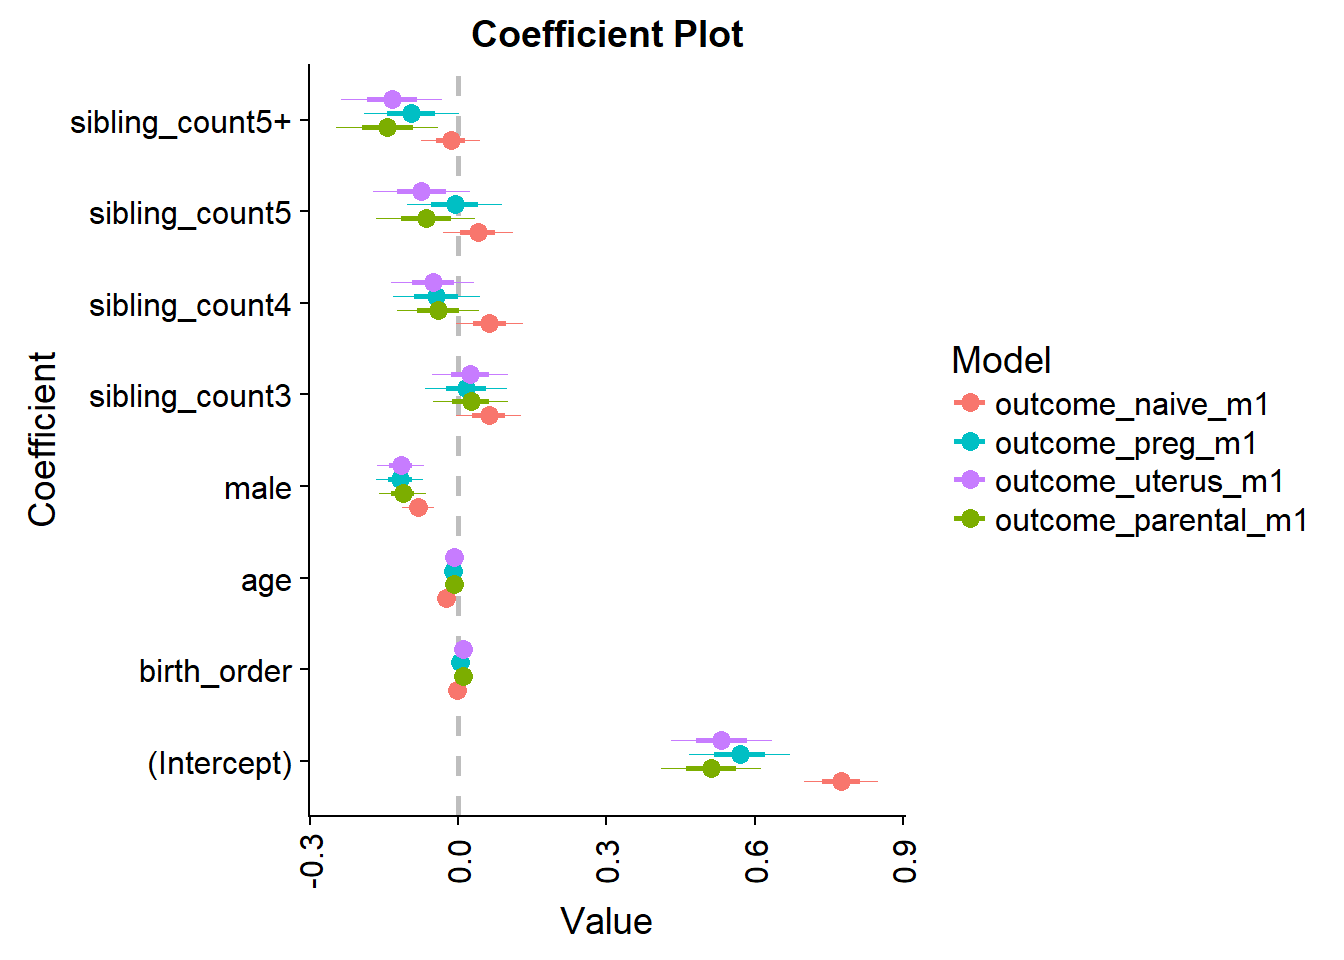 Coefficient Plot
sibling_count5+
sibling_count5
sibling_count4
sibling_count3
male
age
birth_order
(Intercept)
Coefficient
-0.3
0.0
0.3
0.6
0.9
Value
Model
outcome_naive_m1
outcome_preg_m1
outcome_uterus_m1
outcome_parental_m1